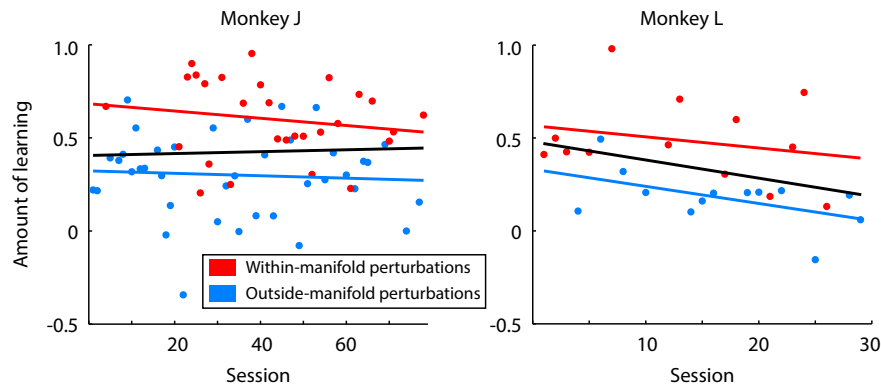 Monkey J
Monkey L
Amount of learning
1.0
0.5
0
-0.5
20
40
60
Session
Within-manifold perturbations
Outside-manifold perturbations
1.0
0.5
0
-0.5
10
20
30
Session